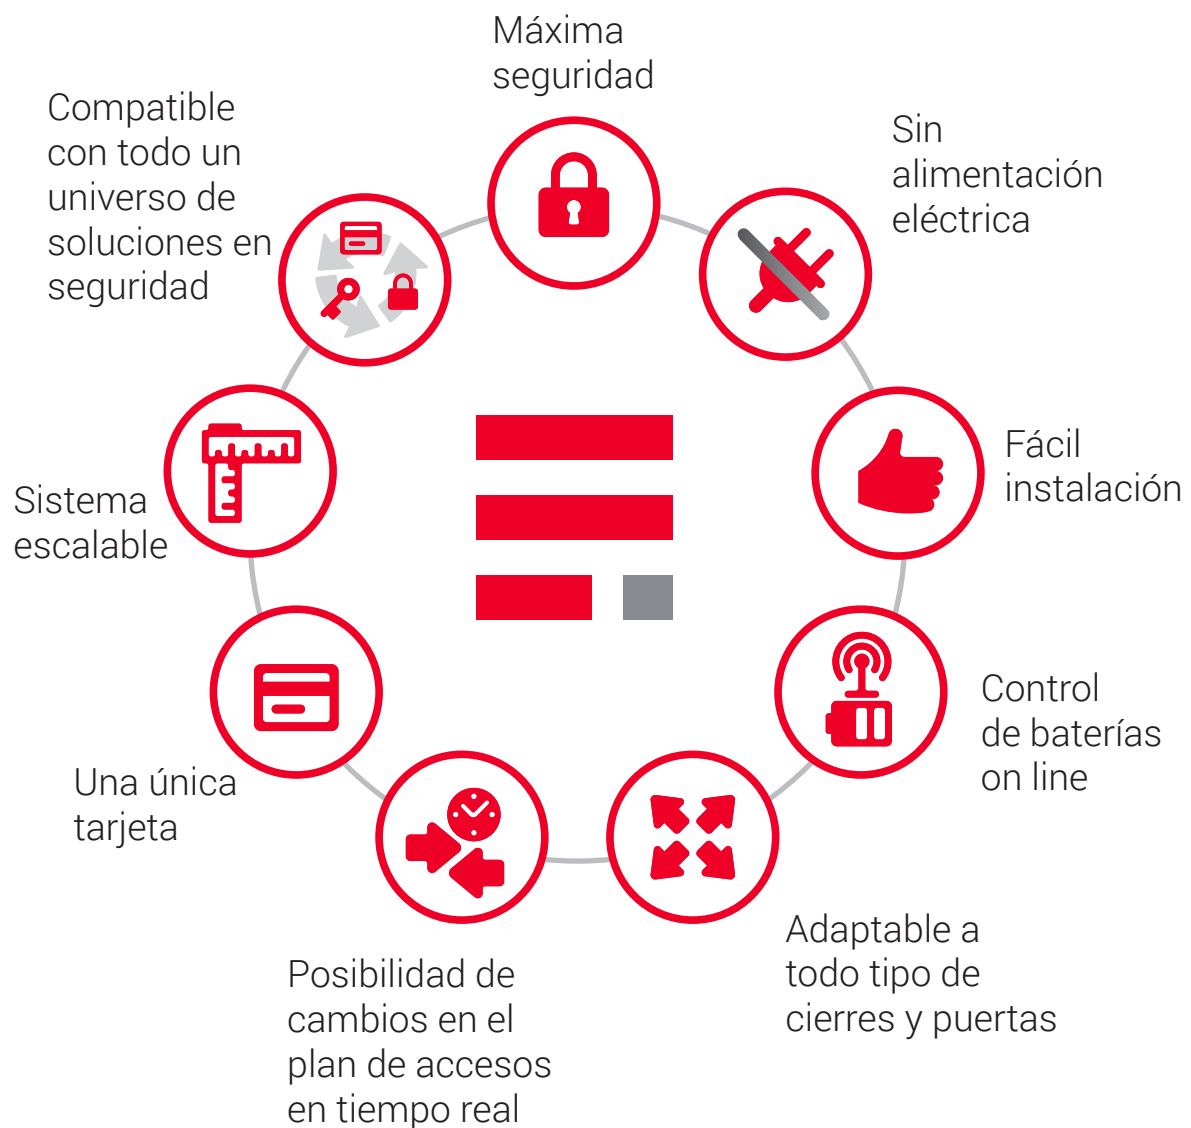 Máxima
seguridad
Sin
alimentación
eléctrica
Fácil
instalación
Control
de baterías
on line
Adaptable a
todo tipo de
cierres y puertas
Posibilidad de
cambios en el
plan de accesos
en tiempo real
Una única
tarjeta
Sistema
escalable
Compatible
con todo un
universo de
soluciones en
seguridad